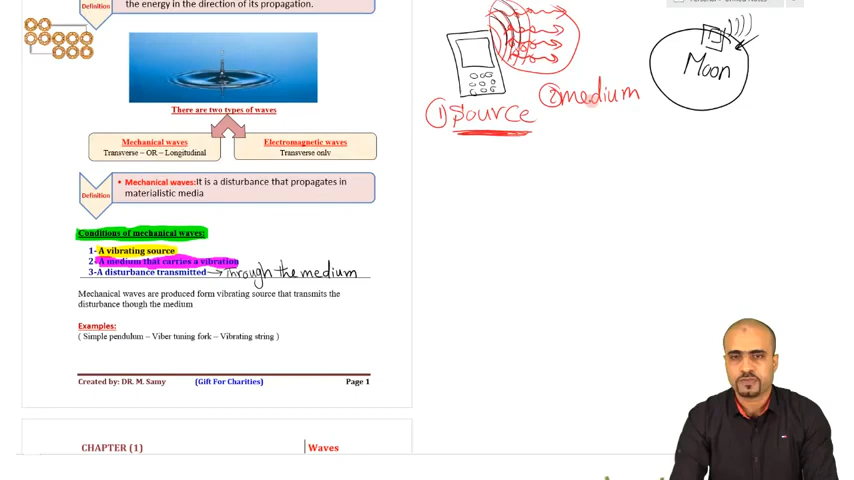 the energy in the direction of its propagation.
Definition
There are two types of waves
Mechanical waves
Transverse – OR – Longitudinal
Electromagnetic waves
Transverse only
• Mechanical waves:It is a disturbance that propagates in
materialistic media
Definition
Conditions of mechanical waves:
1- A vibrating source
2- A medium that carries a vibration
3-A disturbance transmitted → Through the medium
Mechanical waves are produced form vibrating source that transmits the
disturbance though the medium
Examples:
( Simple pendulum – Viber tuning fork – Vibrating string )
Created by: DR. M. Samy (Gift For Charities) Page 1
CHAPTER (1) Waves
① Source
② medium
Moon